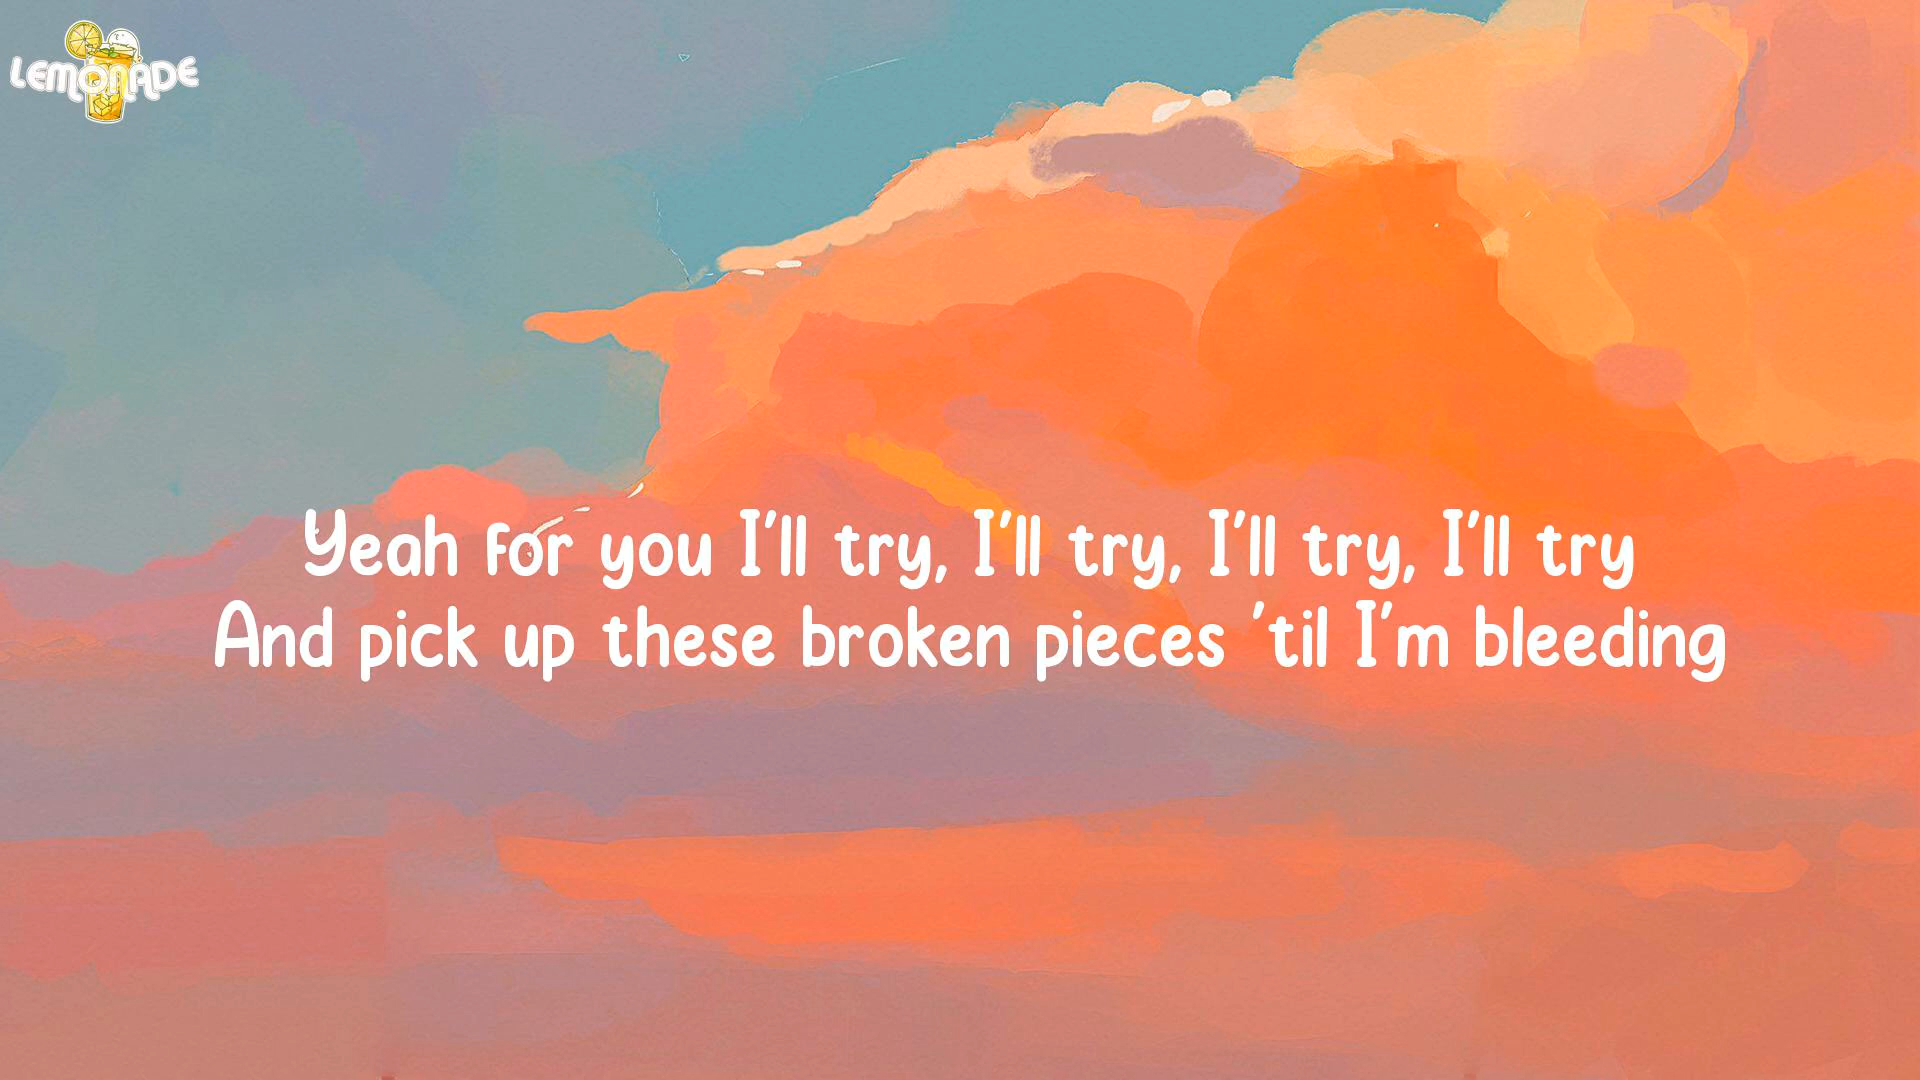 LEMONADE
Yeah for you I'll try, I'll try, I'll try, I'll try
And pick up these broken pieces 'til I'm bleeding